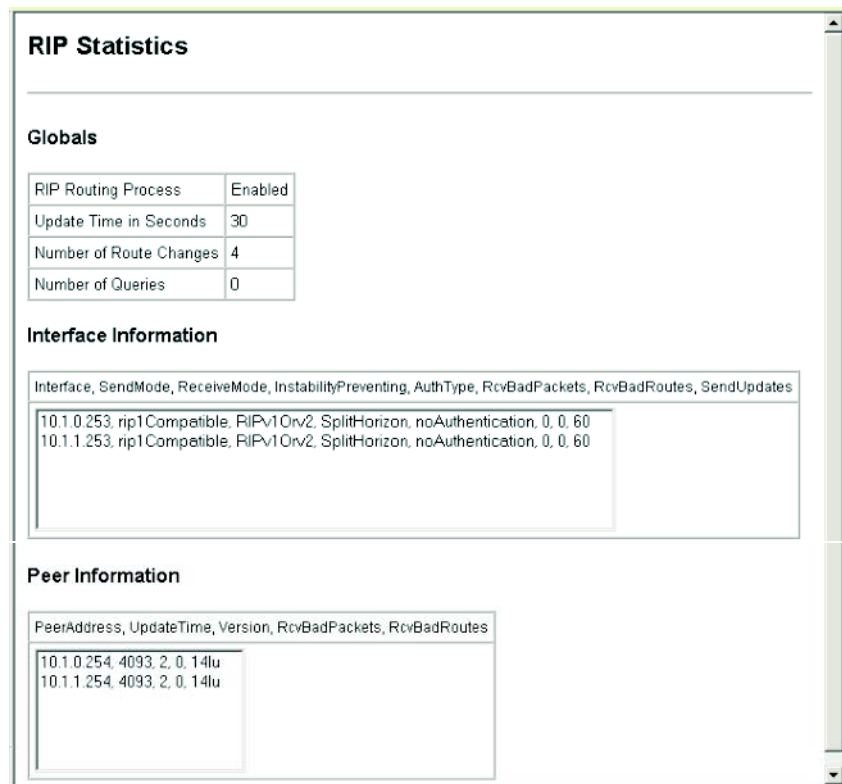 RIP Statistics
Globals
RIP Routing Process Enabled
Update Time in Seconds 30
Number of Route Changes 4
Number of Queries 0
Interface Information
Interface, SendMode, ReceiveMode, InstabilityPreventing, AuthType, RcvBadPackets, RcvBadRoutes, SendUpdates
10.1.0.253, rip1Compatible, RIPv1Orv2, SplitHorizon, noAuthentication, 0, 0, 60
10.1.1.253, rip1Compatible, RIPv1Orv2, SplitHorizon, noAuthentication, 0, 0, 60
Peer Information
PeerAddress, UpdateTime, Version, RcvBadPackets, RcvBadRoutes
10.1.0.254, 4093, 2, 0, 14lu
10.1.1.254, 4093, 2, 0, 14lu